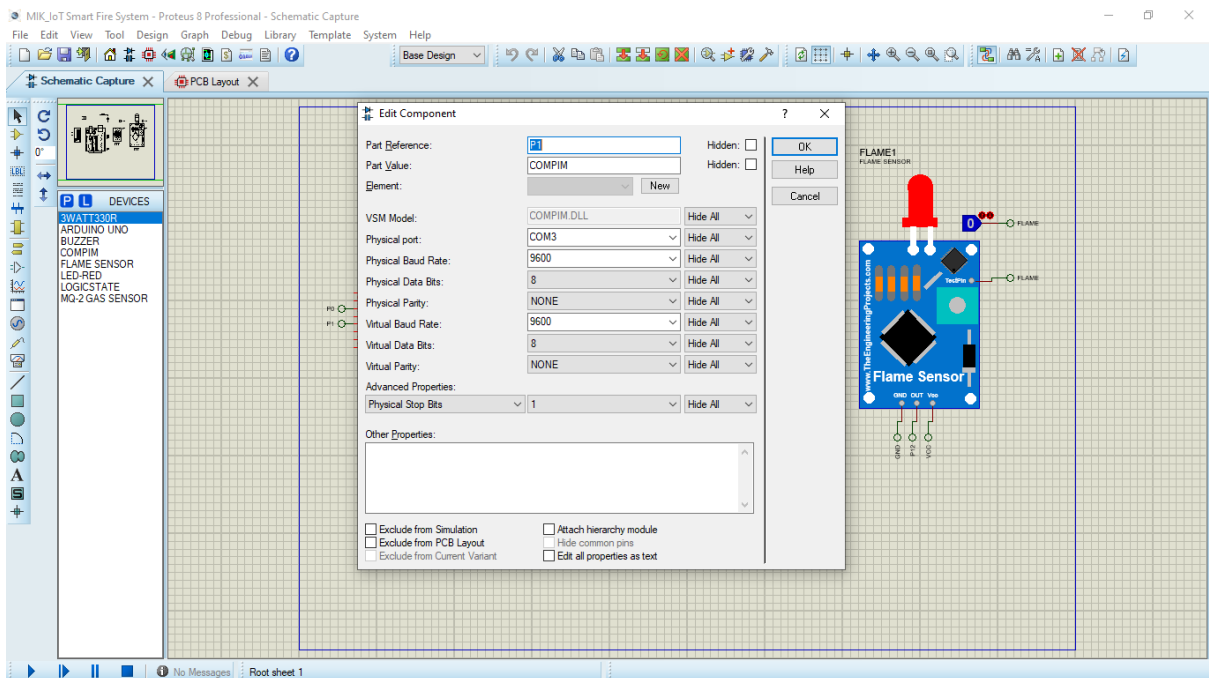 MIK_IoT Smart Fire System - Proteus 8 Professional - Schematic Capture
File Edit View Tool Design Graph Debug Library Template System Help
Base Design
Schematic Capture
PCB Layout
0°
LBL
P L DEVICES
3WATT330R
ARDUINO UNO
BUZZER
COMPIM
FLAME SENSOR
LED-RED
LOGICSTATE
MQ-2 GAS SENSOR
P0
P1
Edit Component
?
Part Reference: P1 Hidden:
Part Value: COMPIM Hidden:
Element: New
VSM Model: COMPIM.DLL Hide All
Physical port: COM3 Hide All
Physical Baud Rate: 9600 Hide All
Physical Data Bits: 8 Hide All
Physical Parity: NONE Hide All
Virtual Baud Rate: 9600 Hide All
Virtual Data Bits: 8 Hide All
Virtual Parity: NONE Hide All
Advanced Properties:
Physical Stop Bits 1 Hide All
Other Properties:
Exclude from Simulation Attach hierarchy module
Exclude from PCB Layout Hide common pins
Exclude from Current Variant Edit all properties as text
OK
Help
Cancel
FLAME1
FLAME SENSOR
0
FLAME
TestPin
FLAME
www.TheEngineeringProjects.com
Flame Sensor
GND OUT Vcc
GND
P12
VCC
A
S
No Messages Root sheet 1